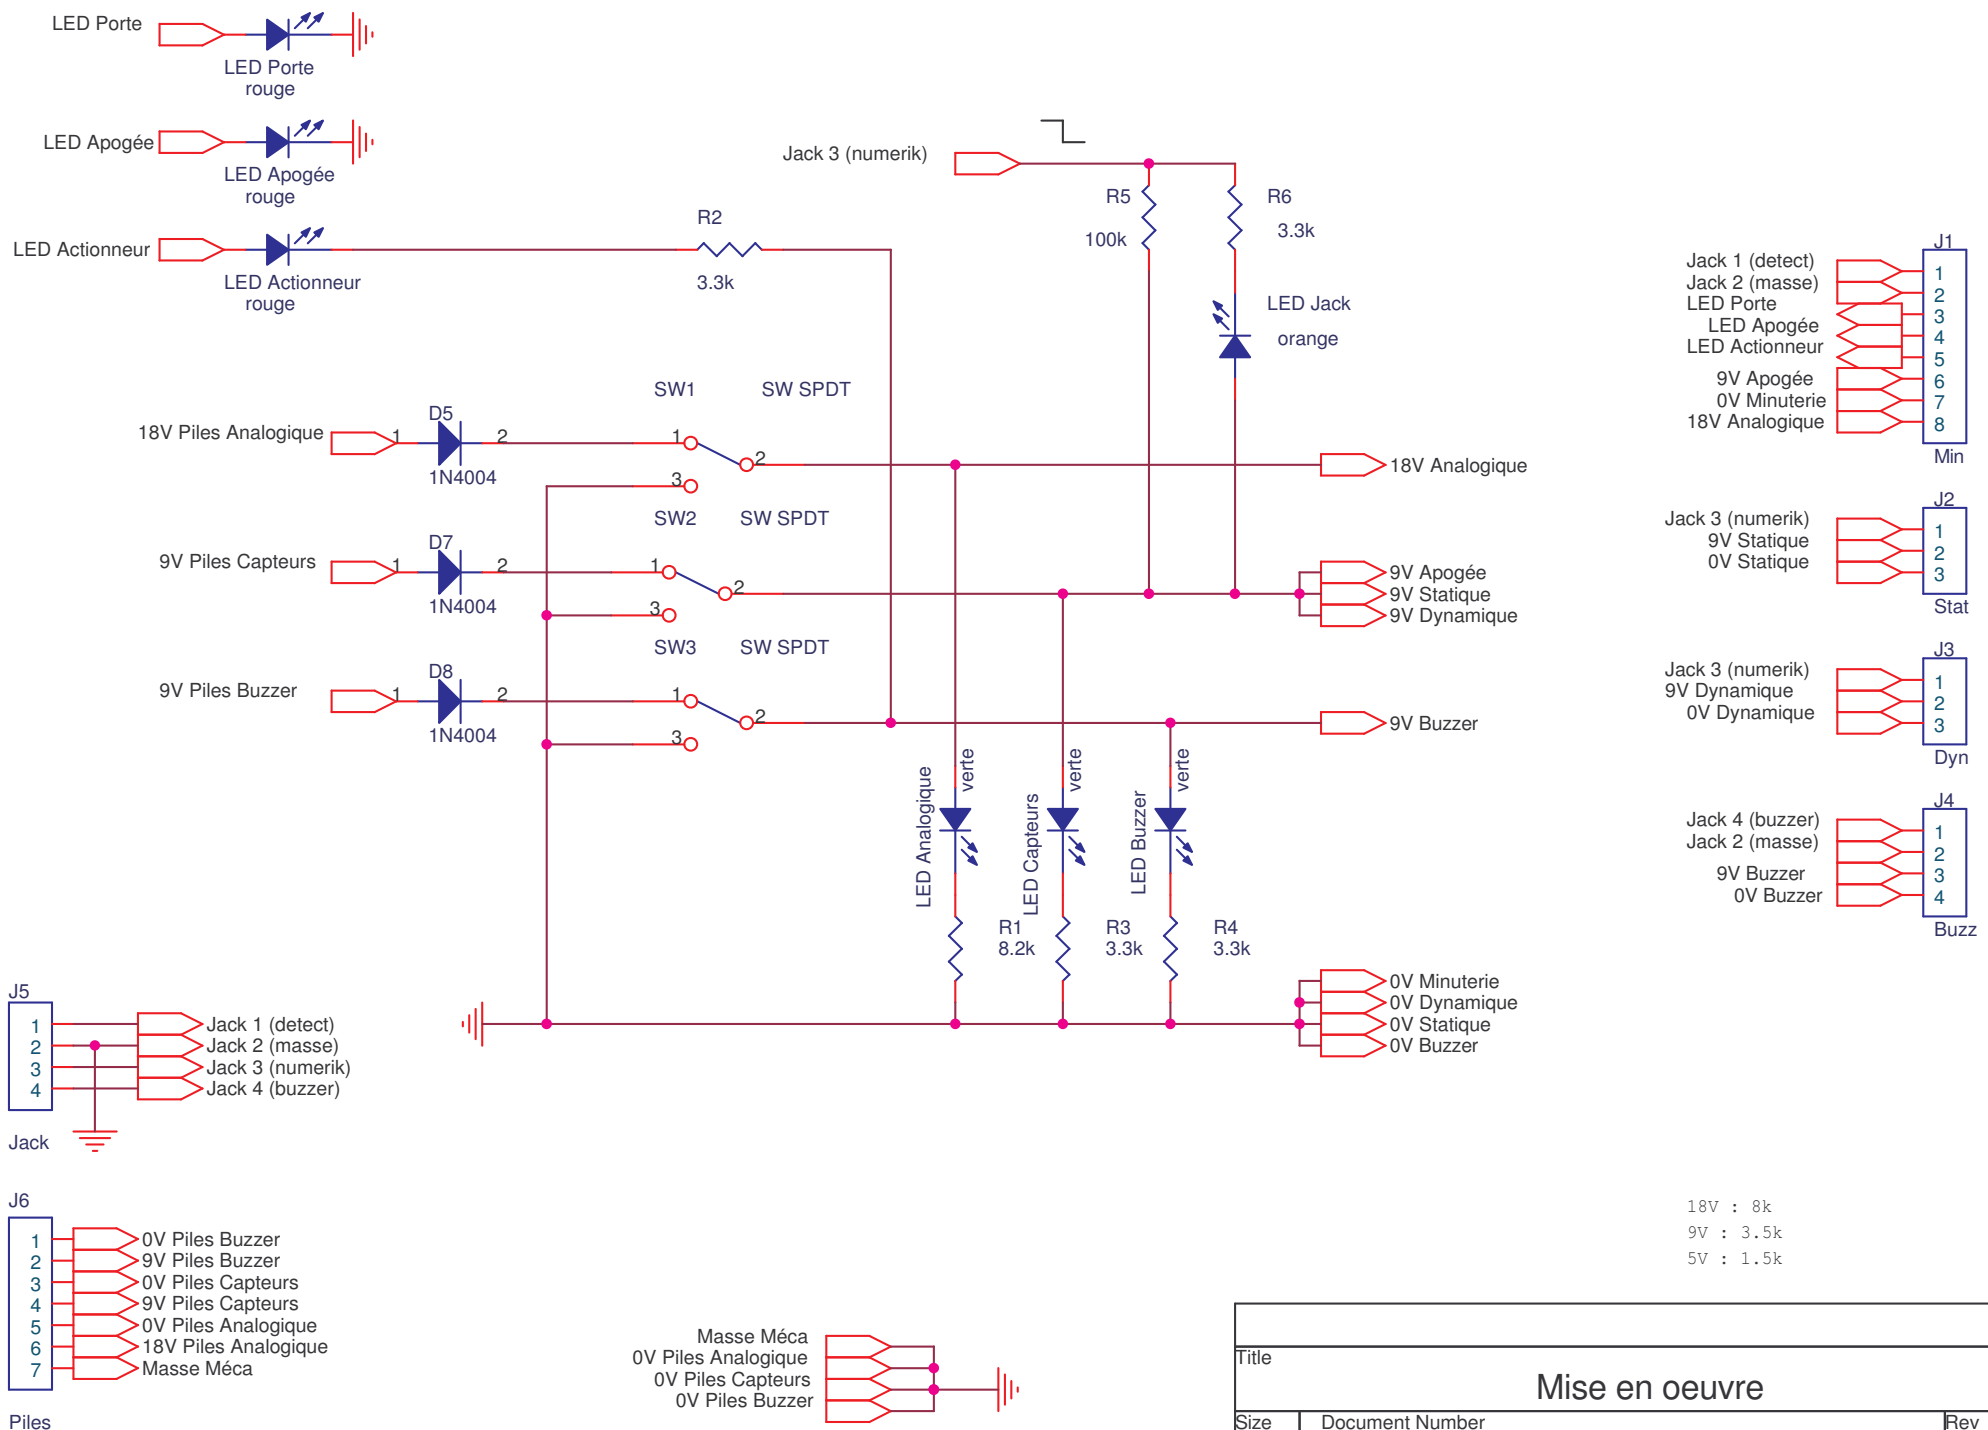 LED Porte
LED Porte
rouge
LED Apogée
LED Apogée
rouge
LED Actionneur
LED Actionneur
rouge
R2
3.3k
Jack 3 (numerik)
R5
100k
R6
3.3k
LED Jack
orange
SW1 SW SPDT
18V Piles Analogique
1
D5
1N4004
2
1
2
3
18V Analogique
SW2 SW SPDT
9V Piles Capteurs
1
D7
1N4004
2
1
2
3
9V Apogée
9V Statique
9V Dynamique
SW3 SW SPDT
9V Piles Buzzer
1
D8
1N4004
2
1
2
3
9V Buzzer
LED Analogique
verte
LED Capteurs
verte
LED Buzzer
verte
R1
8.2k
R3
3.3k
R4
3.3k
0V Minuterie
0V Dynamique
0V Statique
0V Buzzer
J1
Jack 1 (detect) 1
Jack 2 (masse) 2
LED Porte 3
LED Apogée 4
LED Actionneur 5
9V Apogée 6
0V Minuterie 7
18V Analogique 8
Min
J2
Jack 3 (numerik) 1
9V Statique 2
0V Statique 3
Stat
J3
Jack 3 (numerik) 1
9V Dynamique 2
0V Dynamique 3
Dyn
J4
Jack 4 (buzzer) 1
Jack 2 (masse) 2
9V Buzzer 3
0V Buzzer 4
Buzz
J5
1 Jack 1 (detect)
2 Jack 2 (masse)
3 Jack 3 (numerik)
4 Jack 4 (buzzer)
Jack
J6
1 0V Piles Buzzer
2 9V Piles Buzzer
3 0V Piles Capteurs
4 9V Piles Capteurs
5 0V Piles Analogique
6 18V Piles Analogique
7 Masse Méca
Piles
Masse Méca
0V Piles Analogique
0V Piles Capteurs
0V Piles Buzzer
18V : 8k
9V : 3.5k
5V : 1.5k
Title
Mise en oeuvre
Size Document Number Rev